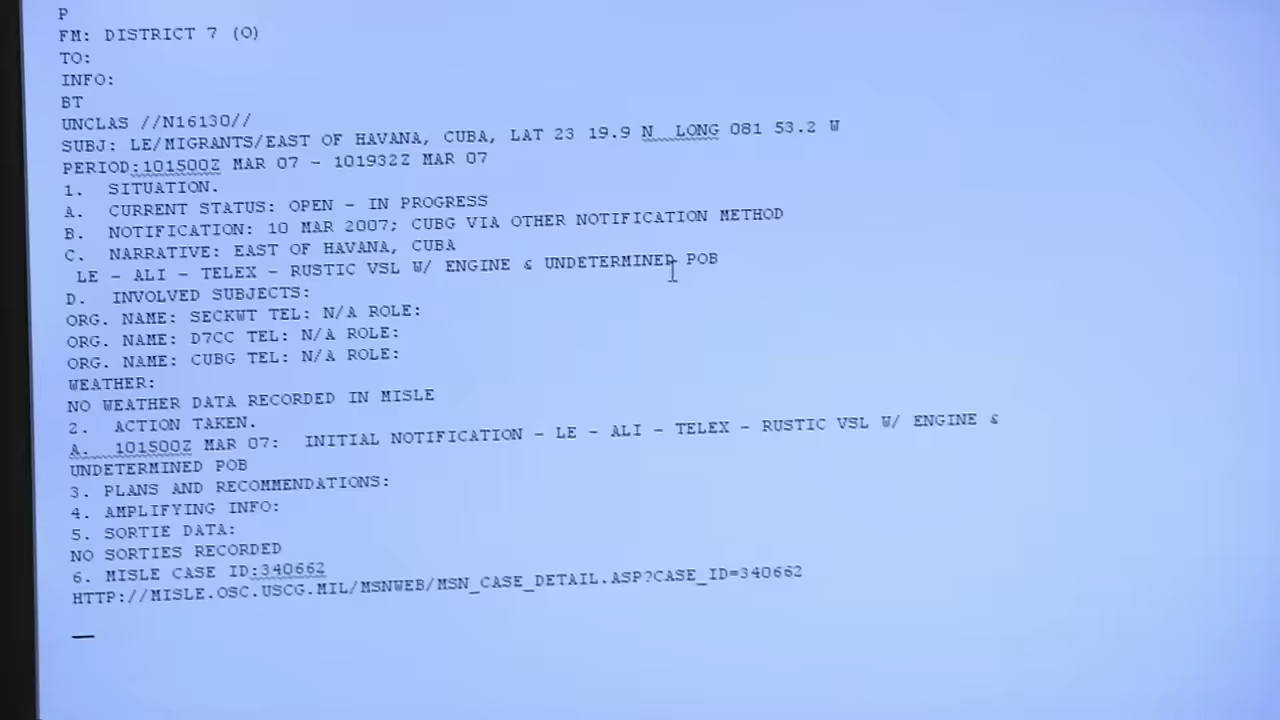 P
FM: DISTRICT 7 (O)
TO:
INFO:
BT
UNCLAS //N16130//
SUBJ: LE/MIGRANTS/EAST OF HAVANA, CUBA, LAT 23 19.9 N  LONG 081 53.2 W
PERIOD:101500Z MAR 07 - 101932Z MAR 07
1.  SITUATION.
A.  CURRENT STATUS: OPEN - IN PROGRESS
B.  NOTIFICATION: 10 MAR 2007; CUBG VIA OTHER NOTIFICATION METHOD
C.  NARRATIVE: EAST OF HAVANA, CUBA
LE - ALI - TELEX - RUSTIC VSL W/ ENGINE & UNDETERMINED POB
D.  INVOLVED SUBJECTS:
ORG. NAME: SECKWT TEL: N/A ROLE:
ORG. NAME: D7CC TEL: N/A ROLE:
ORG. NAME: CUBG TEL: N/A ROLE:
WEATHER:
NO WEATHER DATA RECORDED IN MISLE
2.  ACTION TAKEN.
A.  101500Z MAR 07:  INITIAL NOTIFICATION - LE - ALI - TELEX - RUSTIC VSL W/ ENGINE &
UNDETERMINED POB
3. PLANS AND RECOMMENDATIONS:
4. AMPLIFYING INFO:
5. SORTIE DATA:
NO SORTIES RECORDED
6. MISLE CASE ID:340662
HTTP://MISLE.OSC.USCG.MIL/MSNWEB/MSN_CASE_DETAIL.ASP?CASE_ID=340662